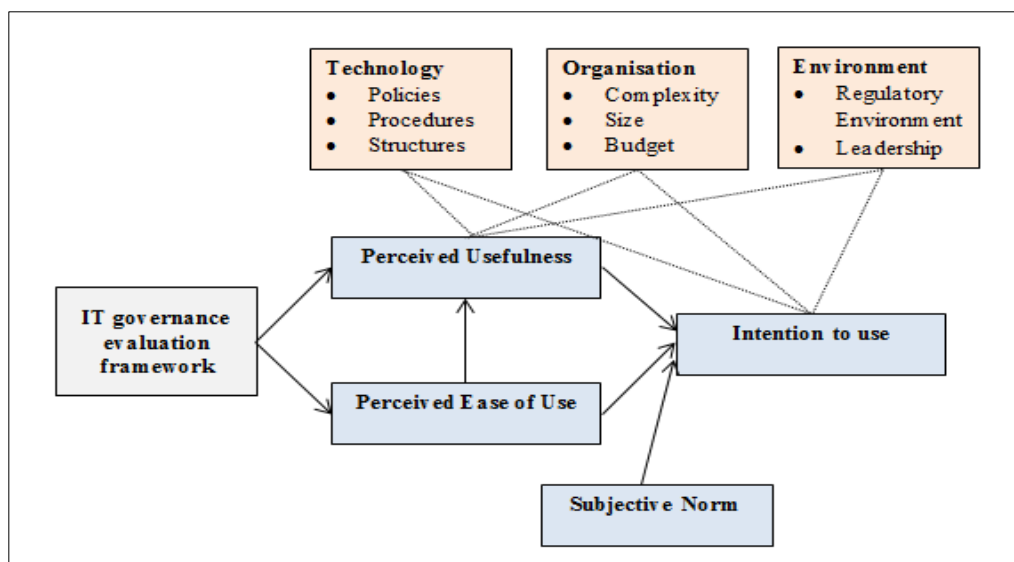 Technology
• Policies
• Procedures
• Structures
Organisation
• Complexity
• Size
• Budget
Environment
• Regulatory
Environment
• Leadership
Perceived Usefulness
IT governance
evaluation
framework
Intention to use
Perceived Ease of Use
Subjective Norm